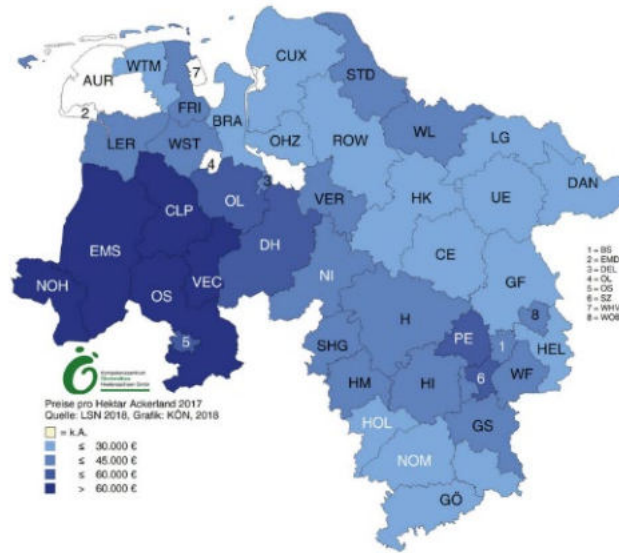 CUX
AUR
WTM
7
STD
FRI
2
BRA
WL
LER
WST
OHZ
ROW
LG
4
3
OL
VER
HK
UE
DAN
CLP
EMS
DH
CE
NOH
OS
VEC
NI
GF
5
H
PE
1
8
HEL
SHG
HM
HI
6
WF
GS
HOL
NOM
GÖ
1 = BS
2 = EMD
3 = DEL
4 = OL
5 = OS
6 = SZ
7 = WHV
8 = WOB
Kompetenzzentrum
Ökolandbau
Niedersachsen GmbH
Preise pro Hektar Ackerland 2017
Quelle: LSN 2018, Grafik: KÖN, 2018
= k.A.
≤ 30.000 €
≤ 45.000 €
≤ 60.000 €
> 60.000 €